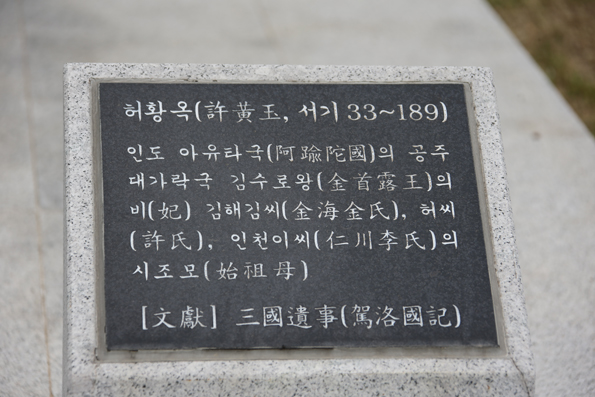 허황옥(許黃玉, 서기 33~189)
인도 아유타국(阿踰陀國)의 공주
대가락국 김수로왕(金首露王)의
비(妃) 김해김씨(金海金氏), 허씨
(許氏), 인천이씨(仁川李氏)의
시조모(始祖母)
[文獻] 三國遺事(駕洛國記)